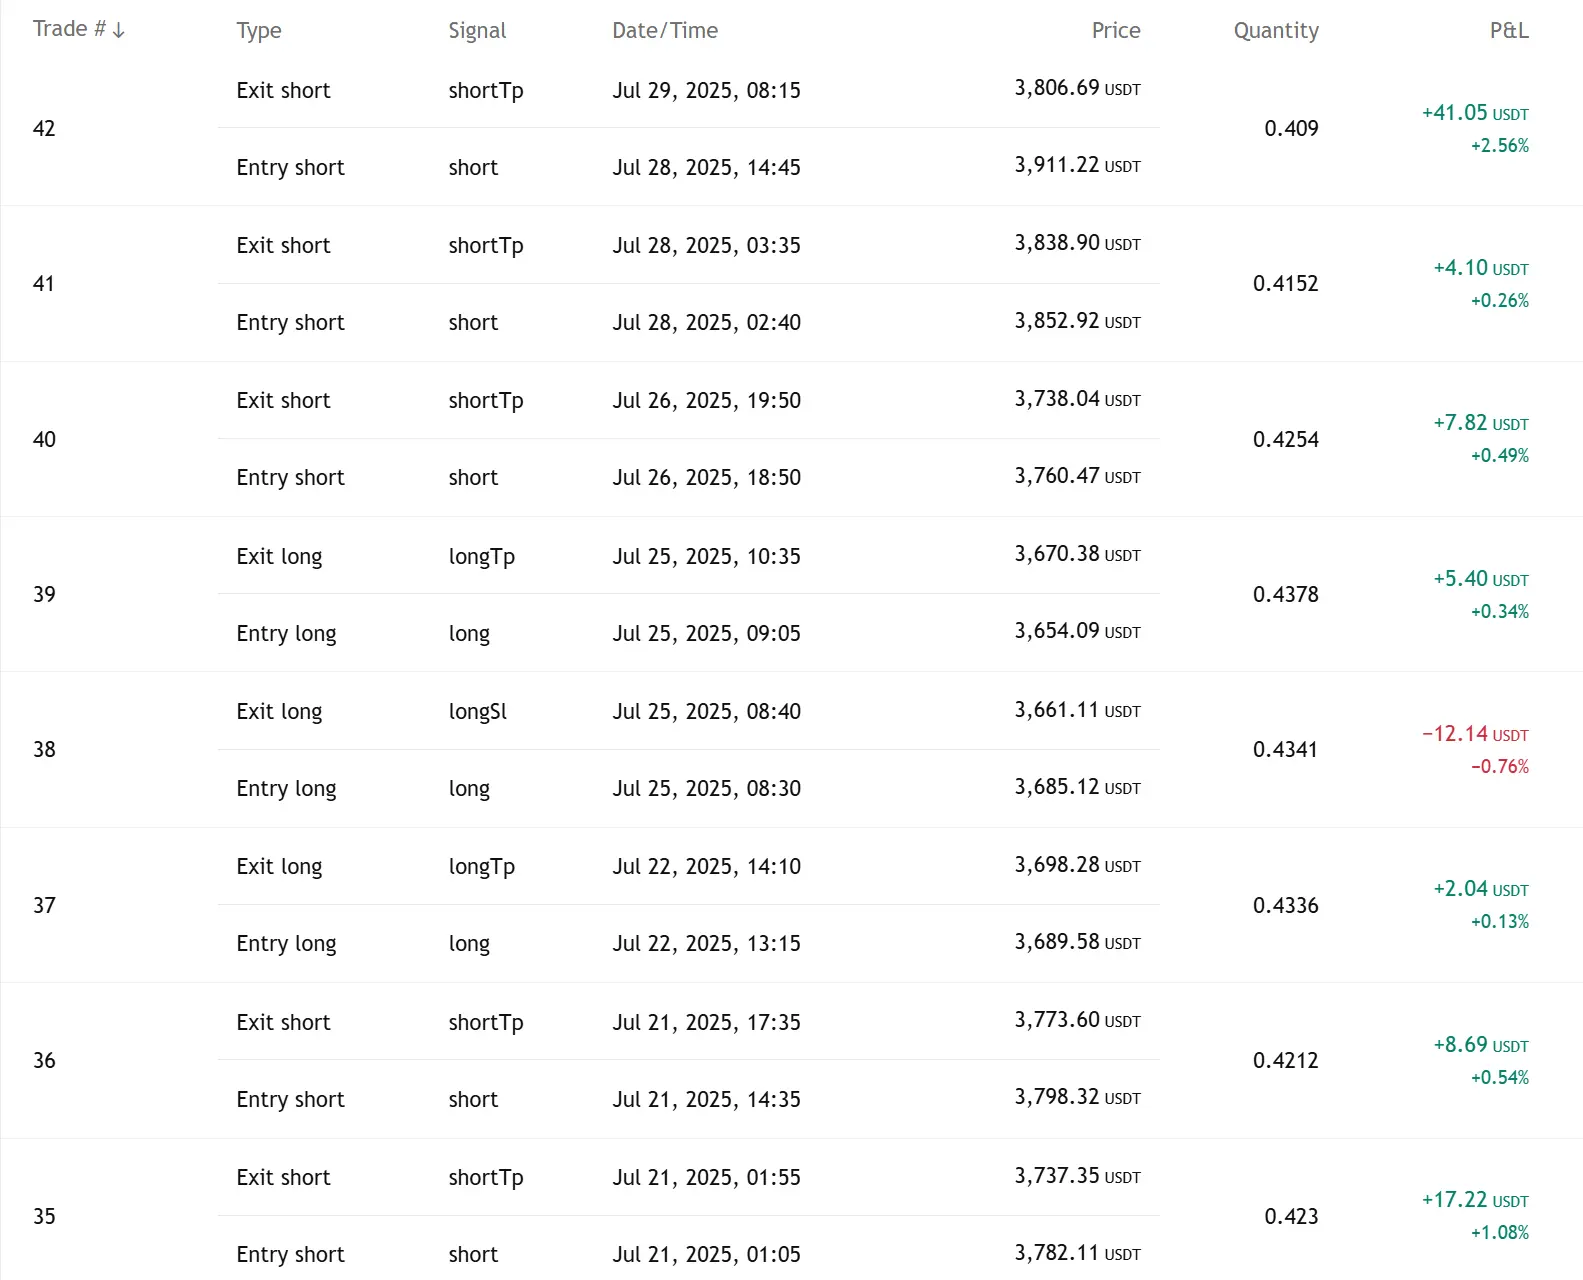 Trade # ↓ Type Signal Date/Time Price Quantity P&L
Exit short shortTp Jul 29, 2025, 08:15 3,806.69 USDT
42 0.409 +41.05 USDT
+2.56%
Entry short short Jul 28, 2025, 14:45 3,911.22 USDT
Exit short shortTp Jul 28, 2025, 03:35 3,838.90 USDT
41 0.4152 +4.10 USDT
+0.26%
Entry short short Jul 28, 2025, 02:40 3,852.92 USDT
Exit short shortTp Jul 26, 2025, 19:50 3,738.04 USDT
40 0.4254 +7.82 USDT
+0.49%
Entry short short Jul 26, 2025, 18:50 3,760.47 USDT
Exit long longTp Jul 25, 2025, 10:35 3,670.38 USDT
39 0.4378 +5.40 USDT
+0.34%
Entry long long Jul 25, 2025, 09:05 3,654.09 USDT
Exit long longSl Jul 25, 2025, 08:40 3,661.11 USDT
38 0.4341 −12.14 USDT
−0.76%
Entry long long Jul 25, 2025, 08:30 3,685.12 USDT
Exit long longTp Jul 22, 2025, 14:10 3,698.28 USDT
37 0.4336 +2.04 USDT
+0.13%
Entry long long Jul 22, 2025, 13:15 3,689.58 USDT
Exit short shortTp Jul 21, 2025, 17:35 3,773.60 USDT
36 0.4212 +8.69 USDT
+0.54%
Entry short short Jul 21, 2025, 14:35 3,798.32 USDT
Exit short shortTp Jul 21, 2025, 01:55 3,737.35 USDT
35 0.423 +17.22 USDT
+1.08%
Entry short short Jul 21, 2025, 01:05 3,782.11 USDT